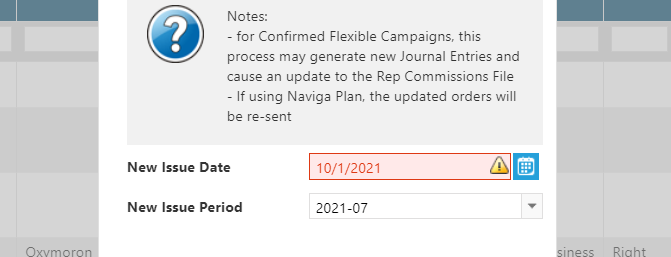 Notes:
- for Confirmed Flexible Campaigns, this
process may generate new Journal Entries and
cause an update to the Rep Commissions File
- If using Naviga Plan, the updated orders will
be re-sent
New Issue Date 10/1/2021
New Issue Period 2021-07
Oxymoron siness Right